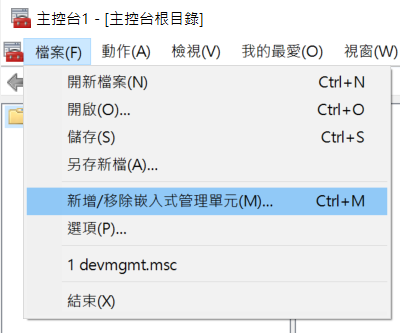 主控台1 - [主控台根目錄]
檔案(F) 動作(A) 檢視(V) 我的最愛(O) 視窗(W)
開新檔案(N) Ctrl+N
開啟(O)... Ctrl+O
儲存(S) Ctrl+S
另存新檔(A)...
新增/移除嵌入式管理單元(M)... Ctrl+M
選項(P)...
1 devmgmt.msc
結束(X)